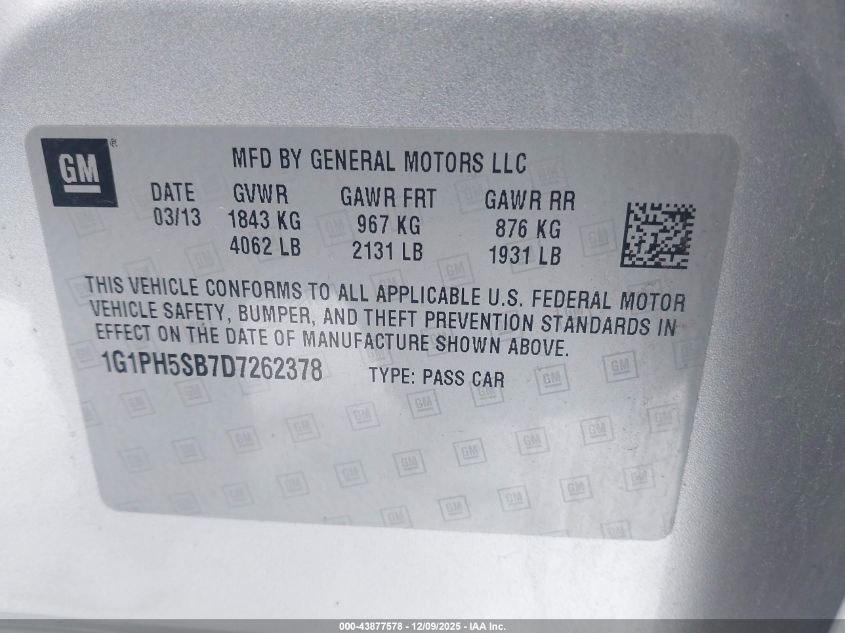 GM®
MFD BY GENERAL MOTORS LLC
DATE GVWR GAWR FRT GAWR RR
03/13 1843 KG 967 KG 876 KG
4062 LB 2131 LB 1931 LB
THIS VEHICLE CONFORMS TO ALL APPLICABLE U.S. FEDERAL MOTOR
VEHICLE SAFETY, BUMPER, AND THEFT PREVENTION STANDARDS IN
EFFECT ON THE DATE OF MANUFACTURE SHOWN ABOVE.
1G1PH5SB7D7262378 TYPE: PASS CAR
000-43877578 - 12/09/2025 - IAA Inc.